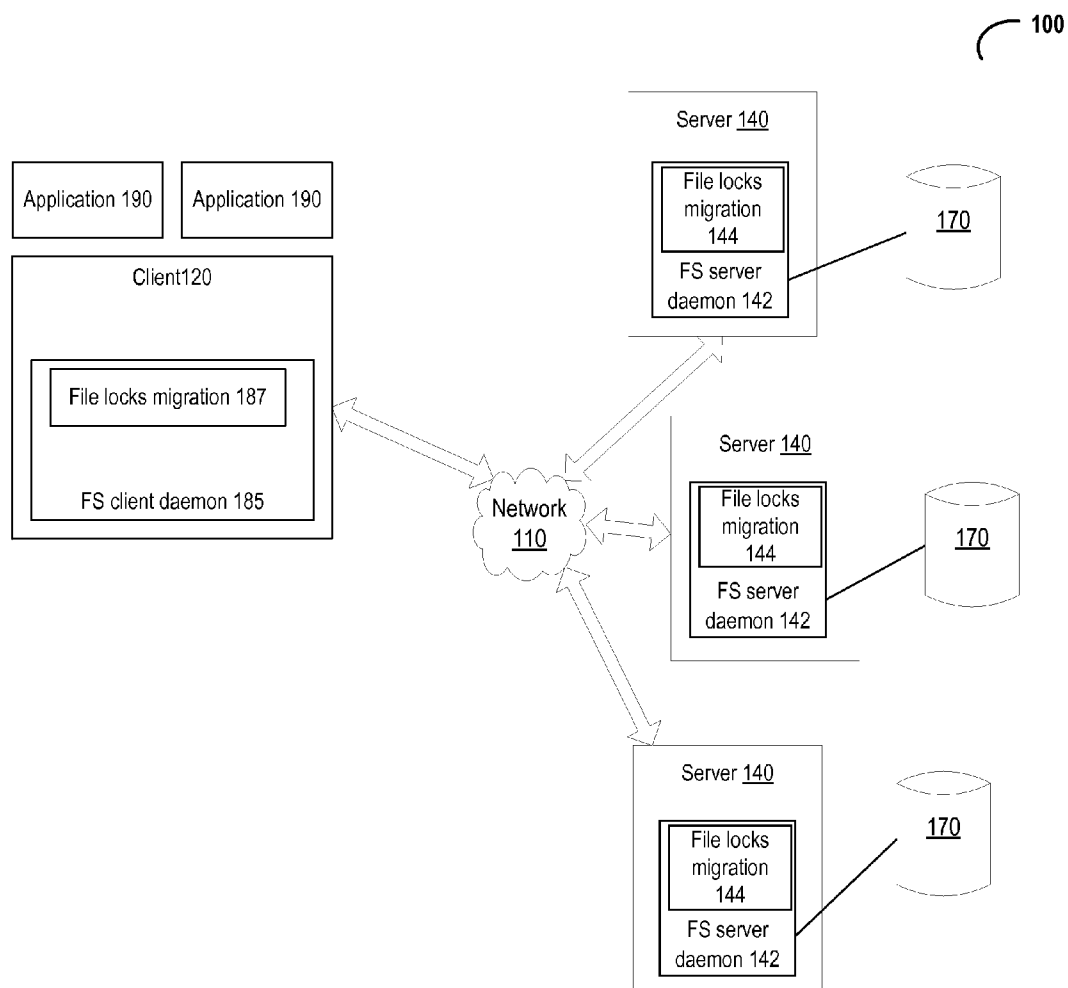 100
Application 190
Application 190
Client120
File locks migration 187
FS client daemon 185
Network
110
Server 140
File locks
migration
144
FS server
daemon 142
170
Server 140
File locks
migration
144
FS server
daemon 142
170
Server 140
File locks
migration
144
FS server
daemon 142
170